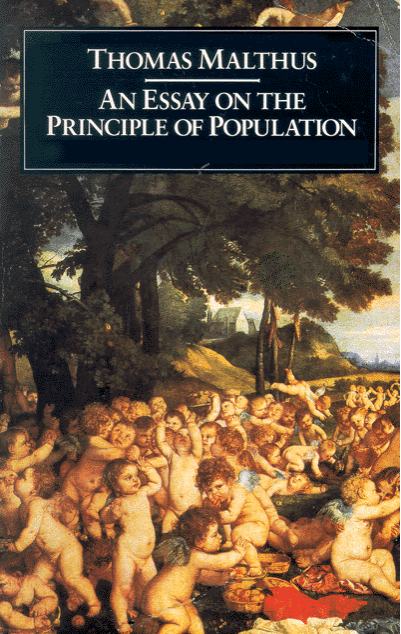 THOMAS MALTHUS
AN ESSAY ON THE
PRINCIPLE OF POPULATION